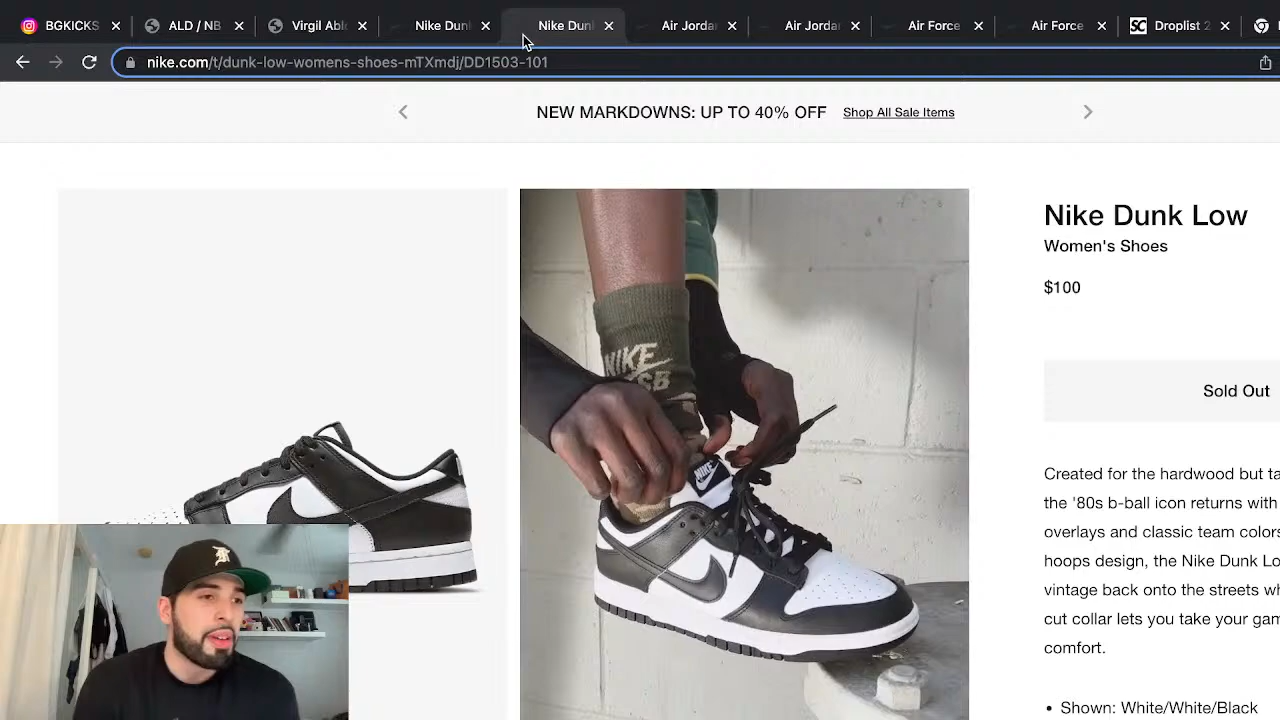 BGKICKS
ALD / NB
Virgil Abl
Nike Dun
Nike Dun
Air Jorda
Air Jorda
Air Force
Air Force
SC
Droplist 2
nike.com/t/dunk-low-womens-shoes-mTXmdj/DD1503-101
NEW MARKDOWNS: UP TO 40% OFF Shop All Sale Items
Nike Dunk Low
Women's Shoes
$100
Sold Out
NIKE
SB
NIKE
Created for the hardwood but ta
the '80s b-ball icon returns with
overlays and classic team colors
hoops design, the Nike Dunk Lo
vintage back onto the streets wh
cut collar lets you take your gam
comfort.
• Shown: White/White/Black